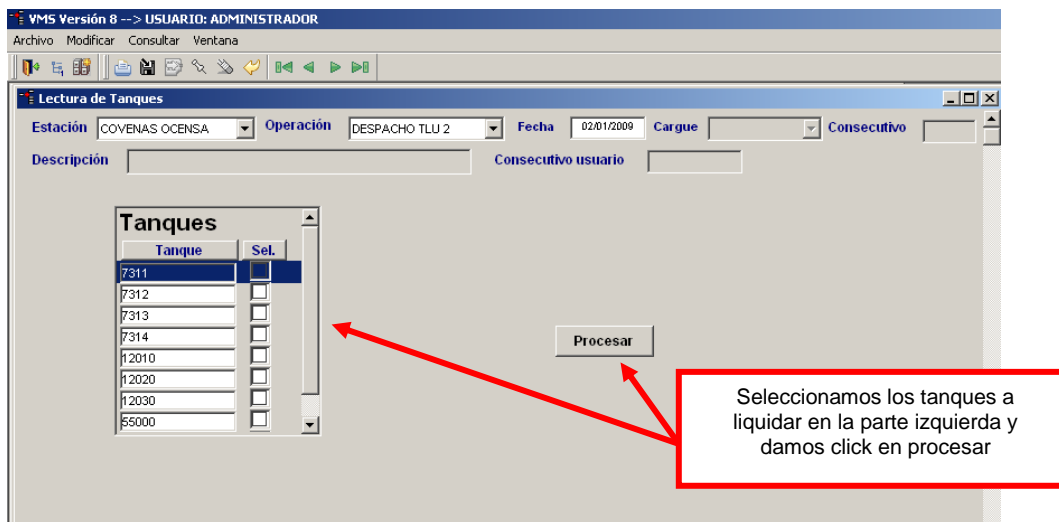 VMS Versión 8 --> USUARIO: ADMINISTRADOR
Archivo Modificar Consultar Ventana
Lectura de Tanques
Estación COVENAS OCENSA Operación DESPACHO TLU 2 Fecha 02/01/2009 Cargue Consecutivo
Descripción Consecutivo usuario
Tanques
Tanque Sel.
7311
7312
7313
7314
12010
12020
12030
55000
Procesar
Seleccionamos los tanques a
liquidar en la parte izquierda y
damos click en procesar